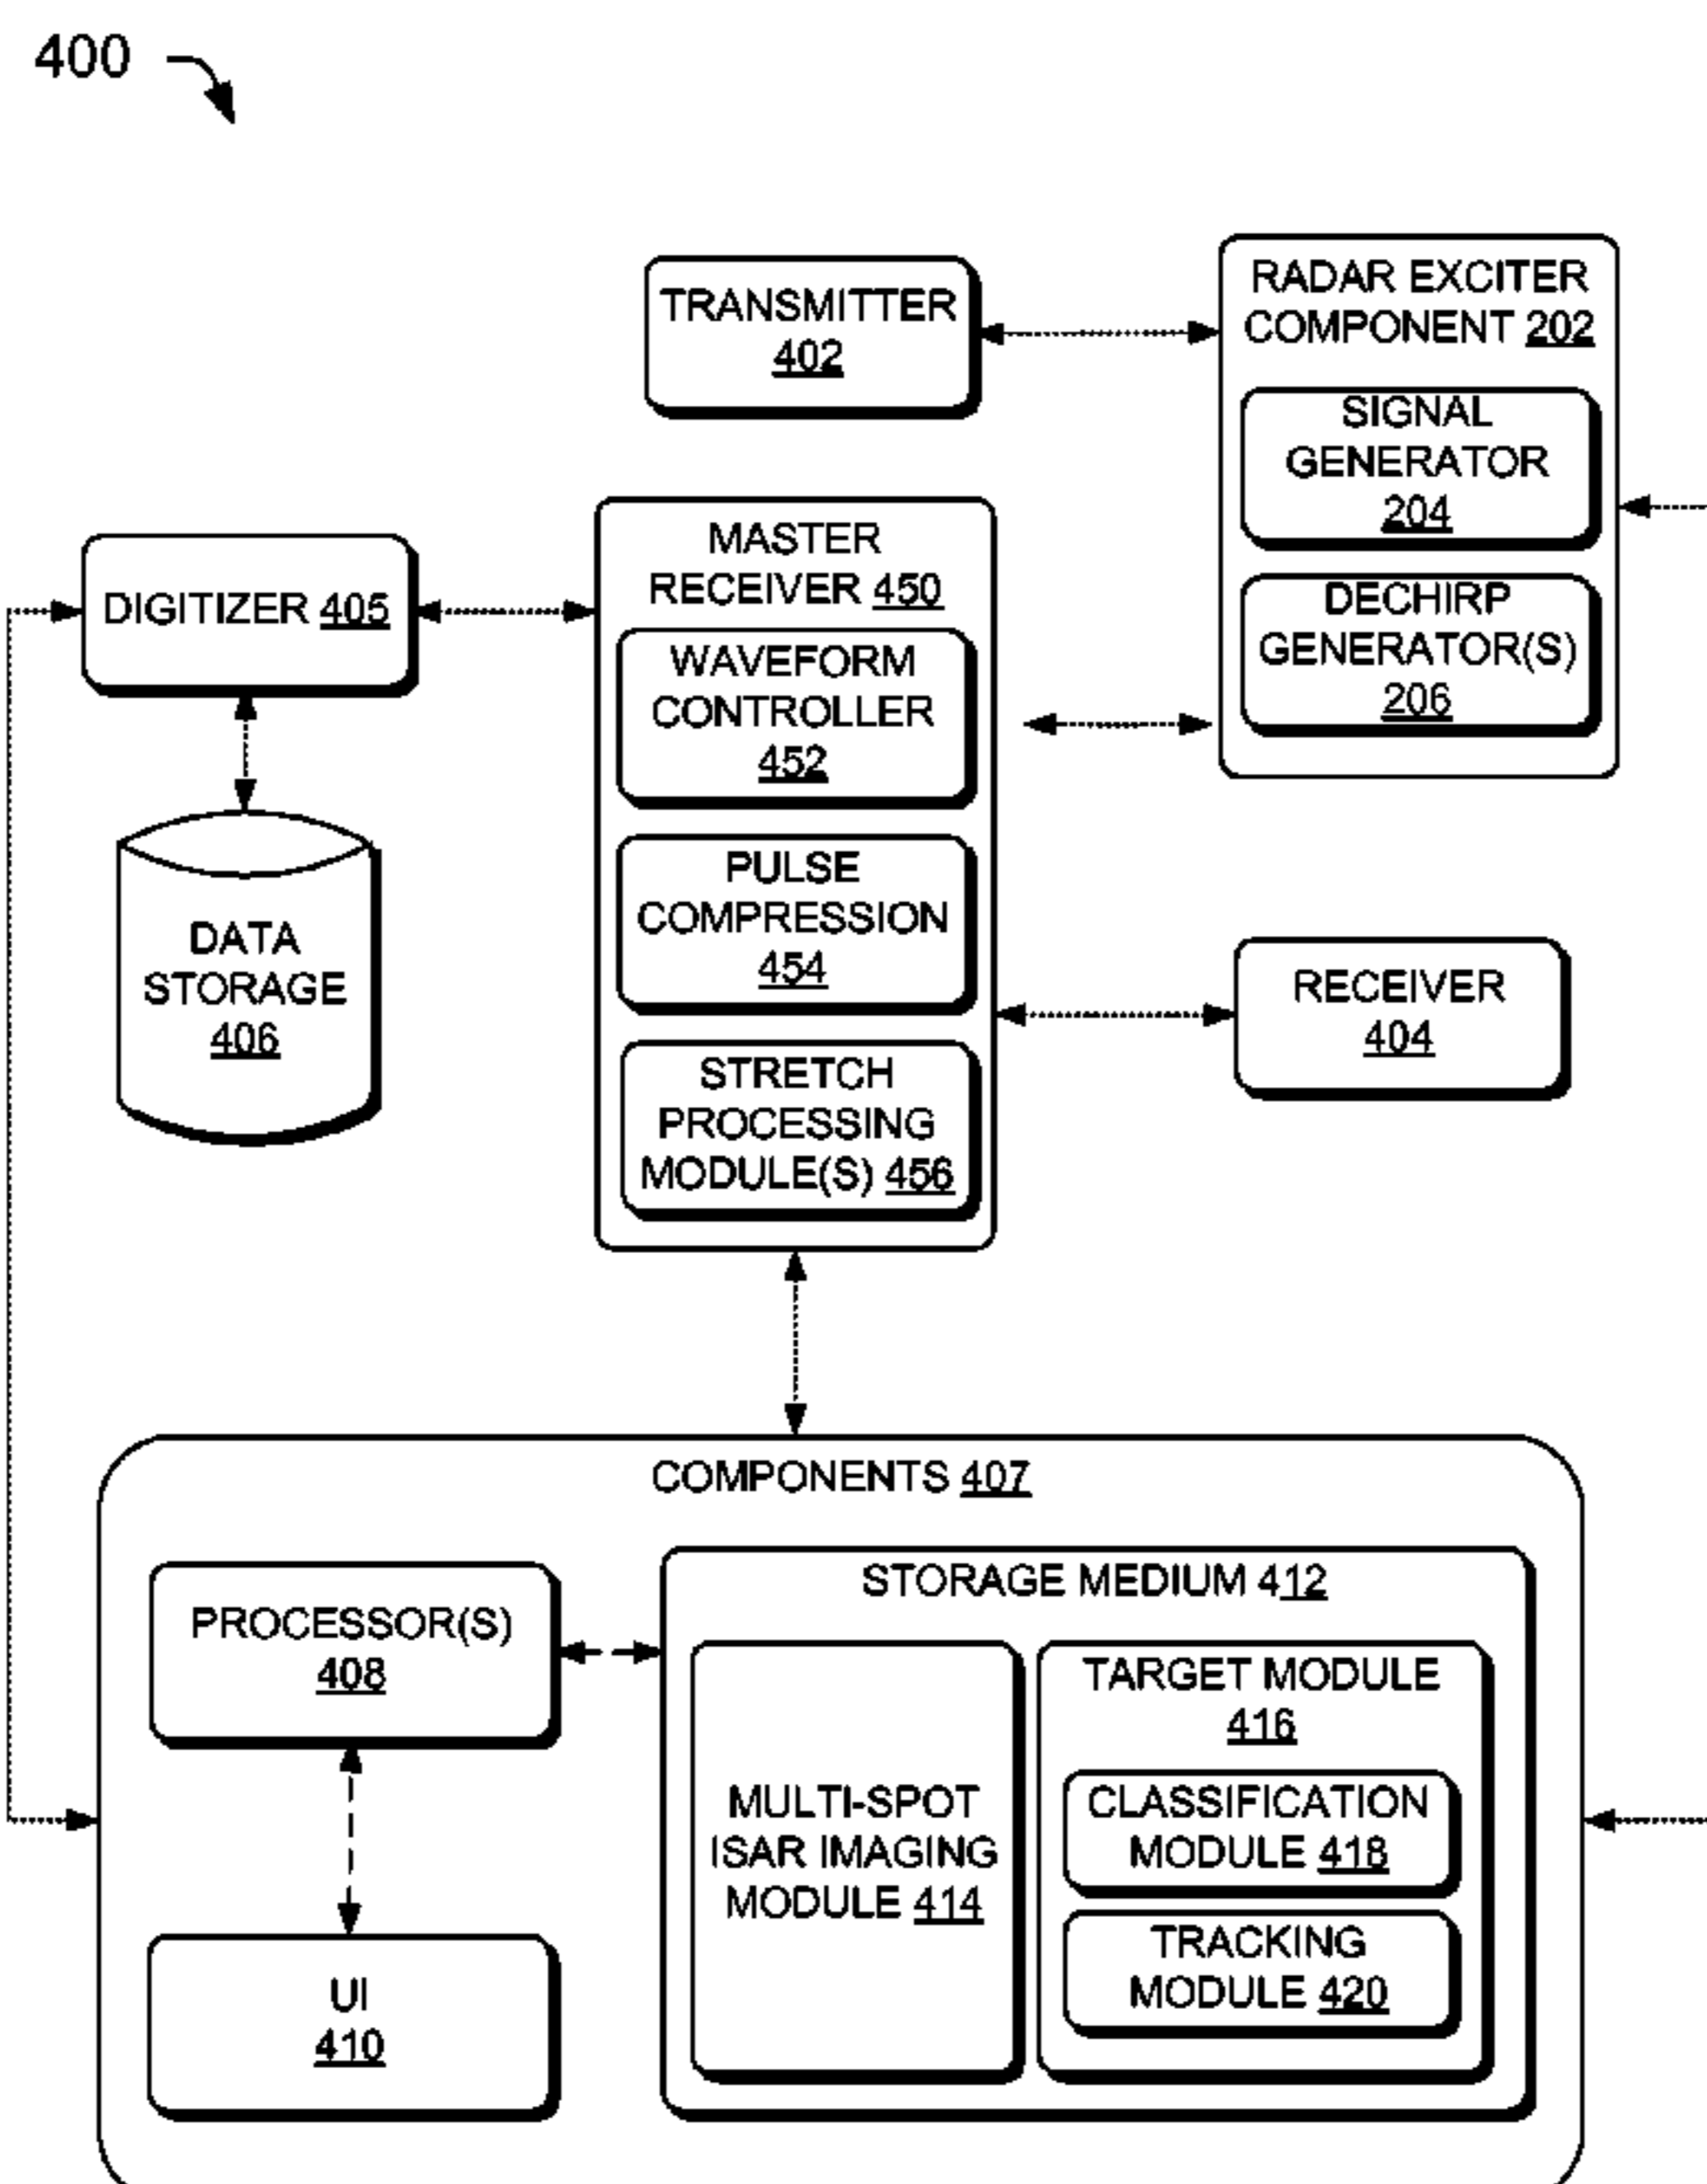 400
TRANSMITTER
402
RADAR EXCITER
COMPONENT 202
SIGNAL
GENERATOR
204
DECHIRP
GENERATOR(S)
206
MASTER
RECEIVER 450
WAVEFORM
CONTROLLER
452
PULSE
COMPRESSION
454
STRETCH
PROCESSING
MODULE(S) 456
DIGITIZER 405
DATA
STORAGE
406
RECEIVER
404
COMPONENTS 407
PROCESSOR(S)
408
UI
410
STORAGE MEDIUM 412
MULTI-SPOT
ISAR IMAGING
MODULE 414
TARGET MODULE
416
CLASSIFICATION
MODULE 418
TRACKING
MODULE 420